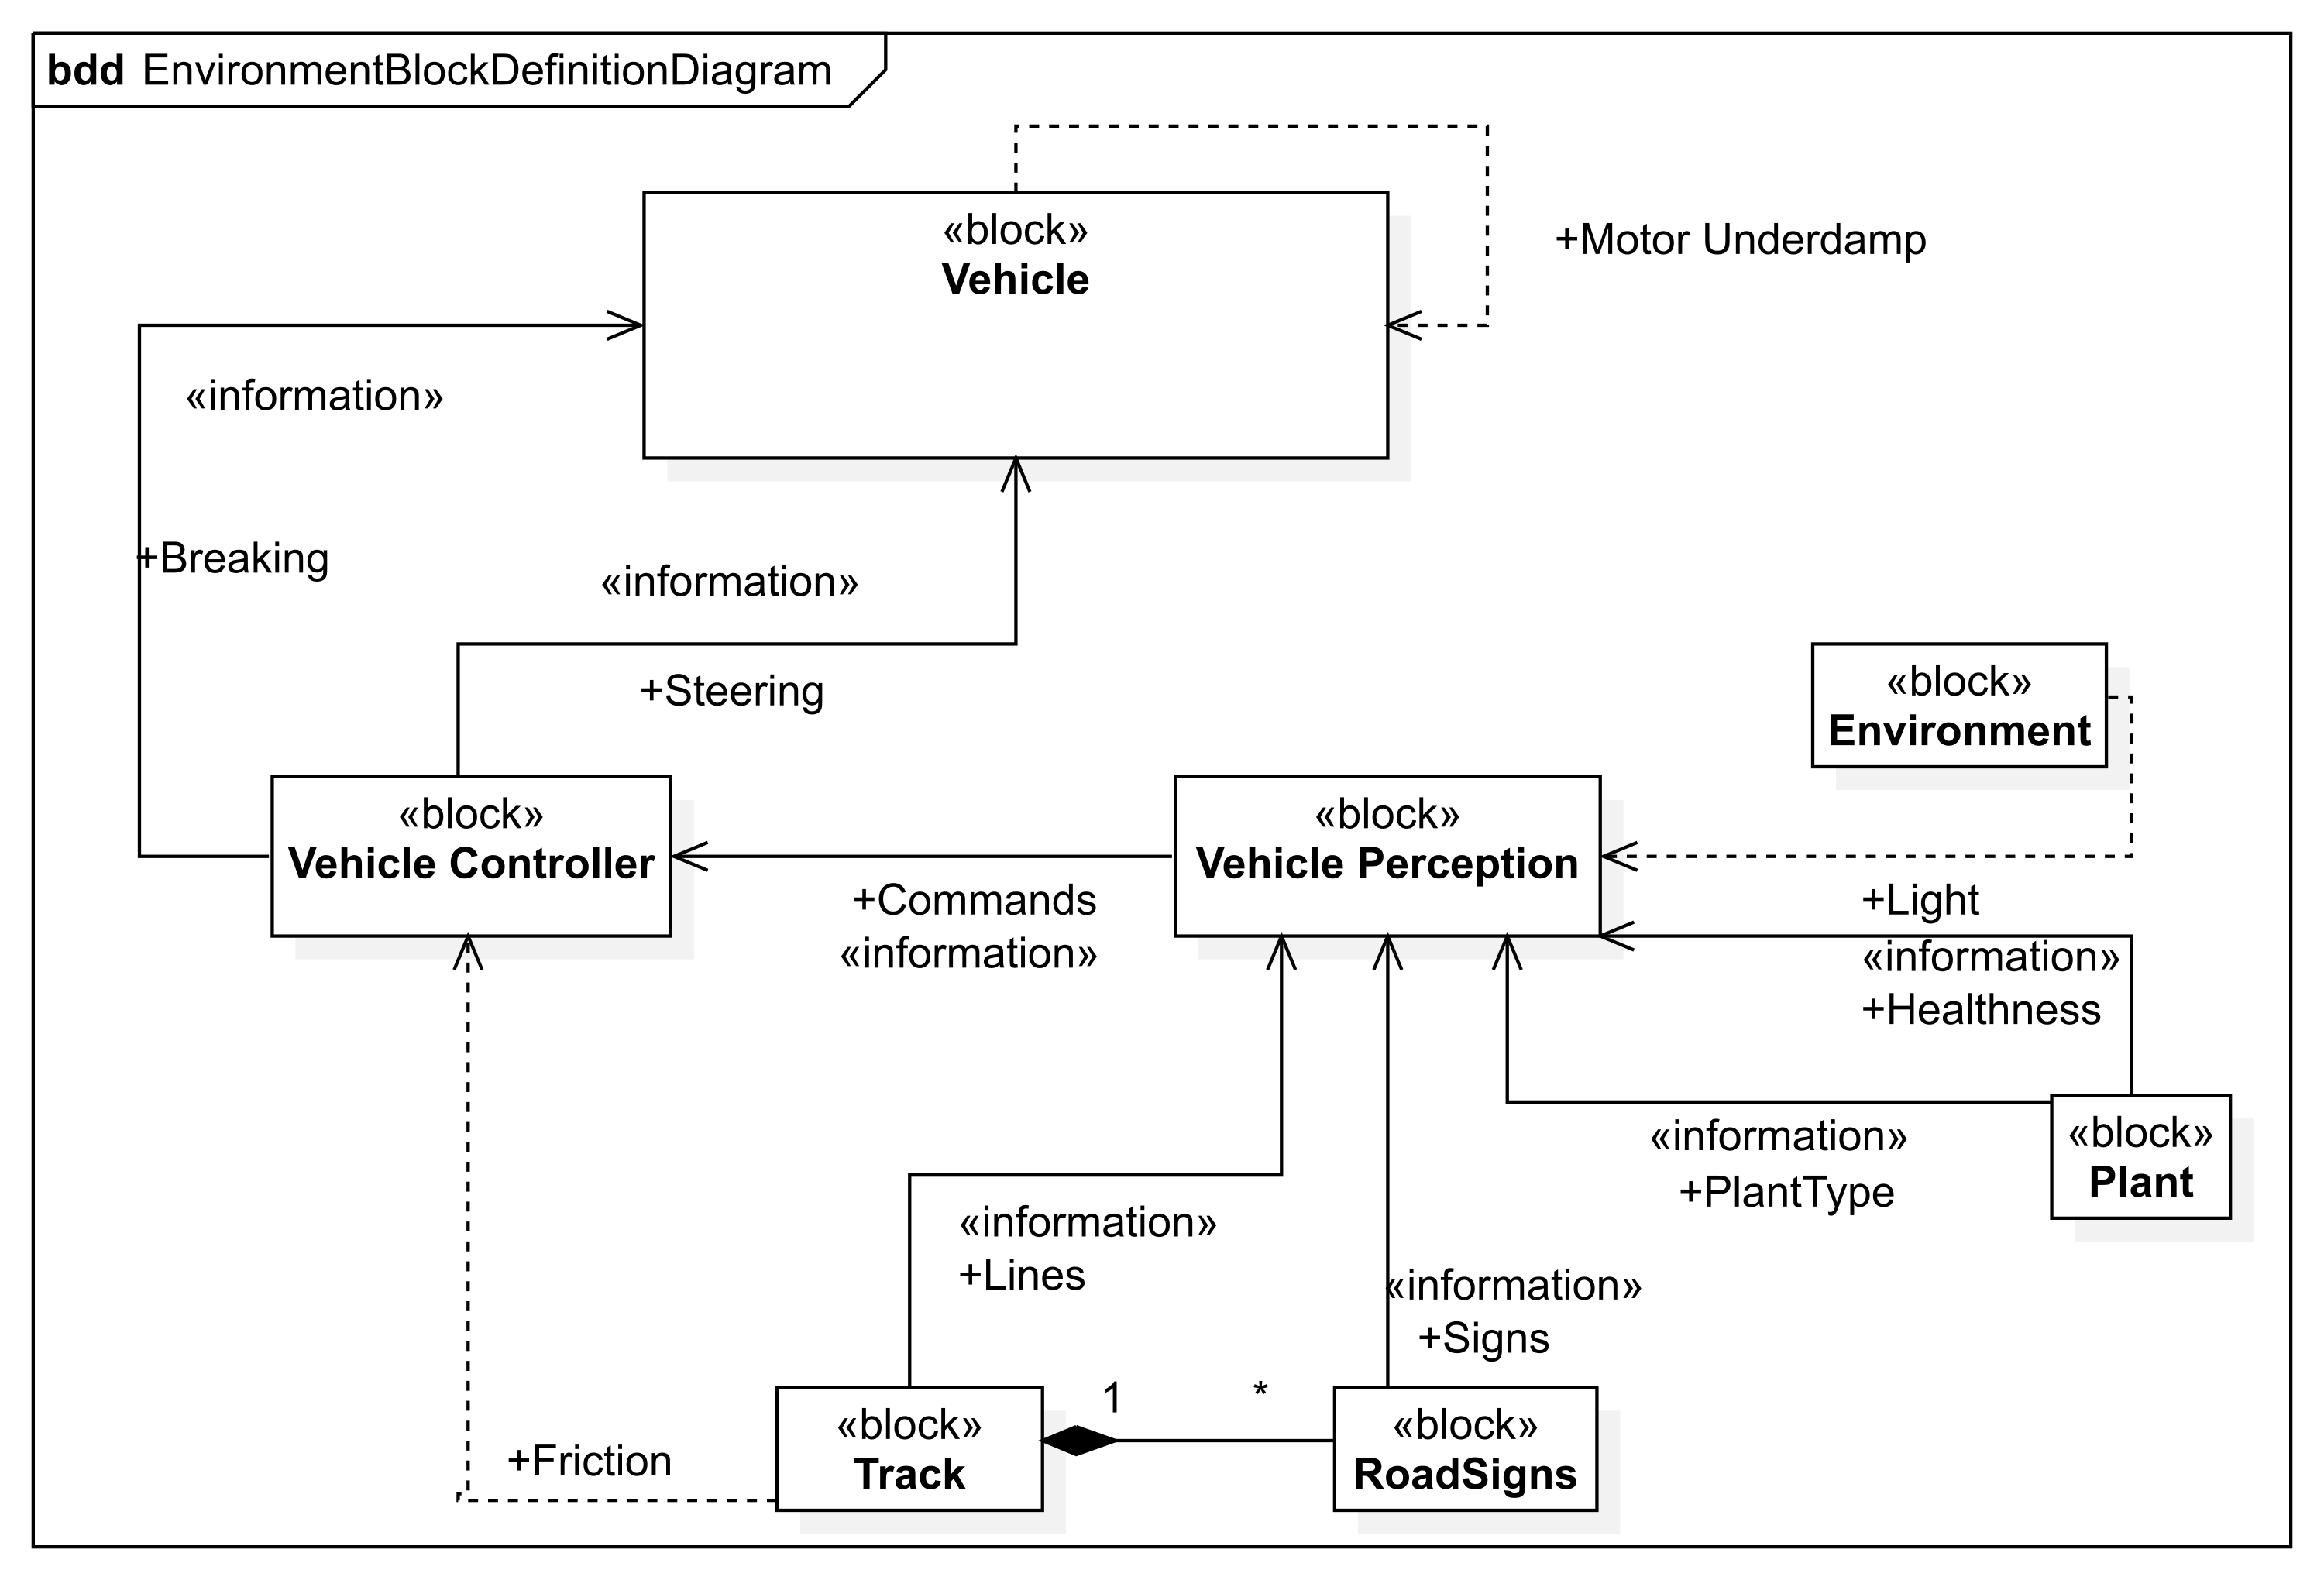 bdd EnvironmentBlockDefinitionDiagram
«block»
Vehicle
+Motor Underdamp
«information»
+Breaking
«information»
+Steering
«block»
Environment
«block»
Vehicle Controller
«block»
Vehicle Perception
+Commands
«information»
+Light
«information»
+Healthness
«information»
+PlantType
«block»
Plant
«information»
+Lines
«information»
+Signs
1
*
+Friction
«block»
Track
«block»
RoadSigns